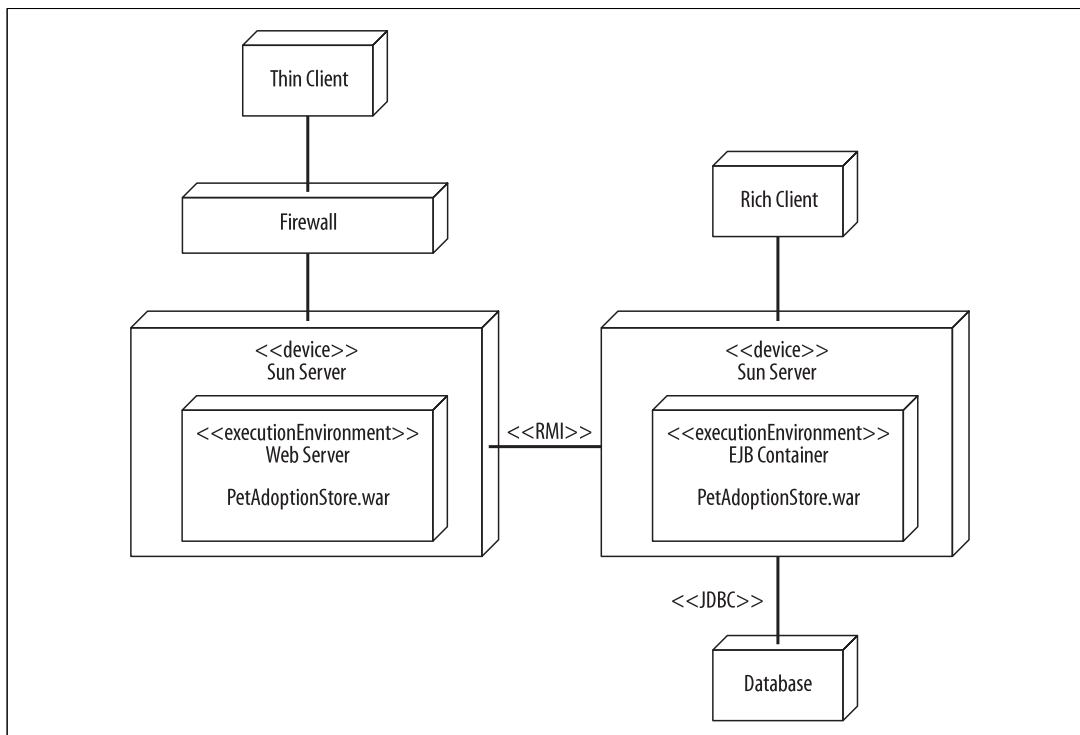 Thin Client
Firewall
Rich Client
<<device>>
Sun Server
<<executionEnvironment>>
Web Server
PetAdoptionStore.war
<<RMI>>
<<device>>
Sun Server
<<executionEnvironment>>
EJB Container
PetAdoptionStore.war
<<JDBC>>
Database